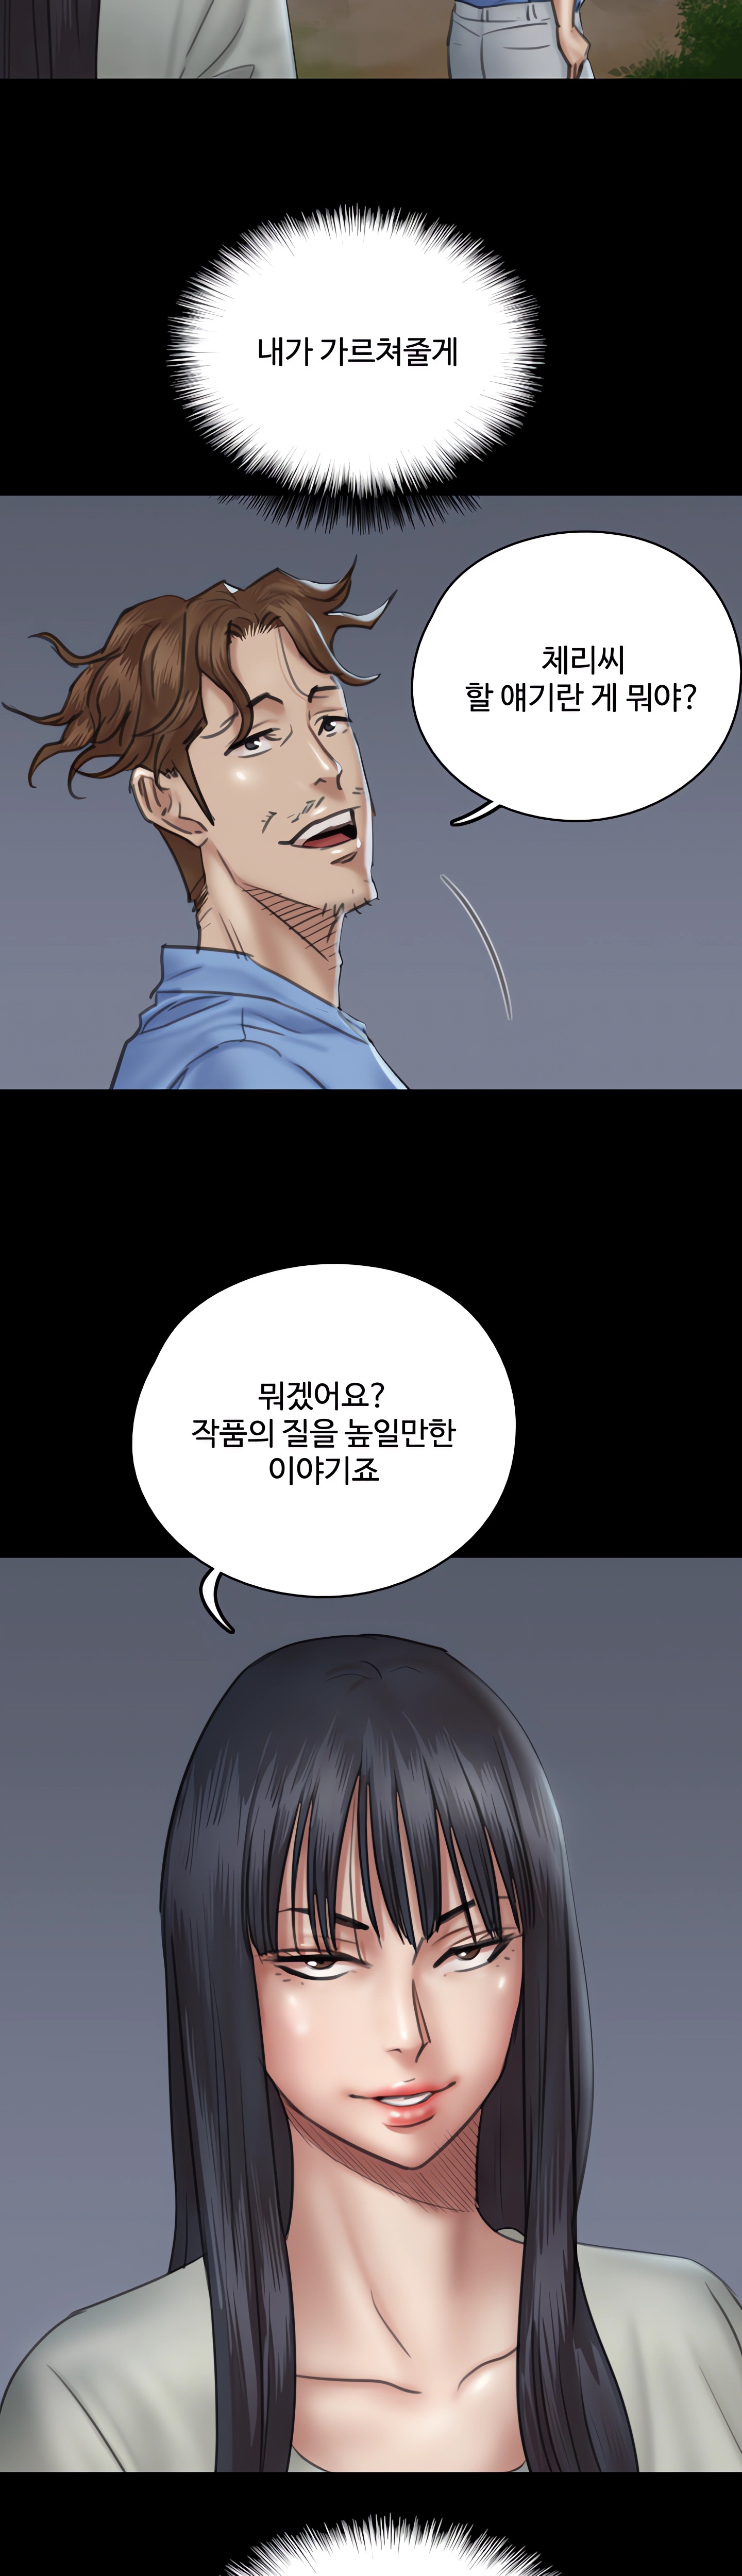 내가 가르쳐줄게
체리씨
할 얘기란 게 뭐야?
뭐겠어요?
작품의 질을 높일만한
이야기죠